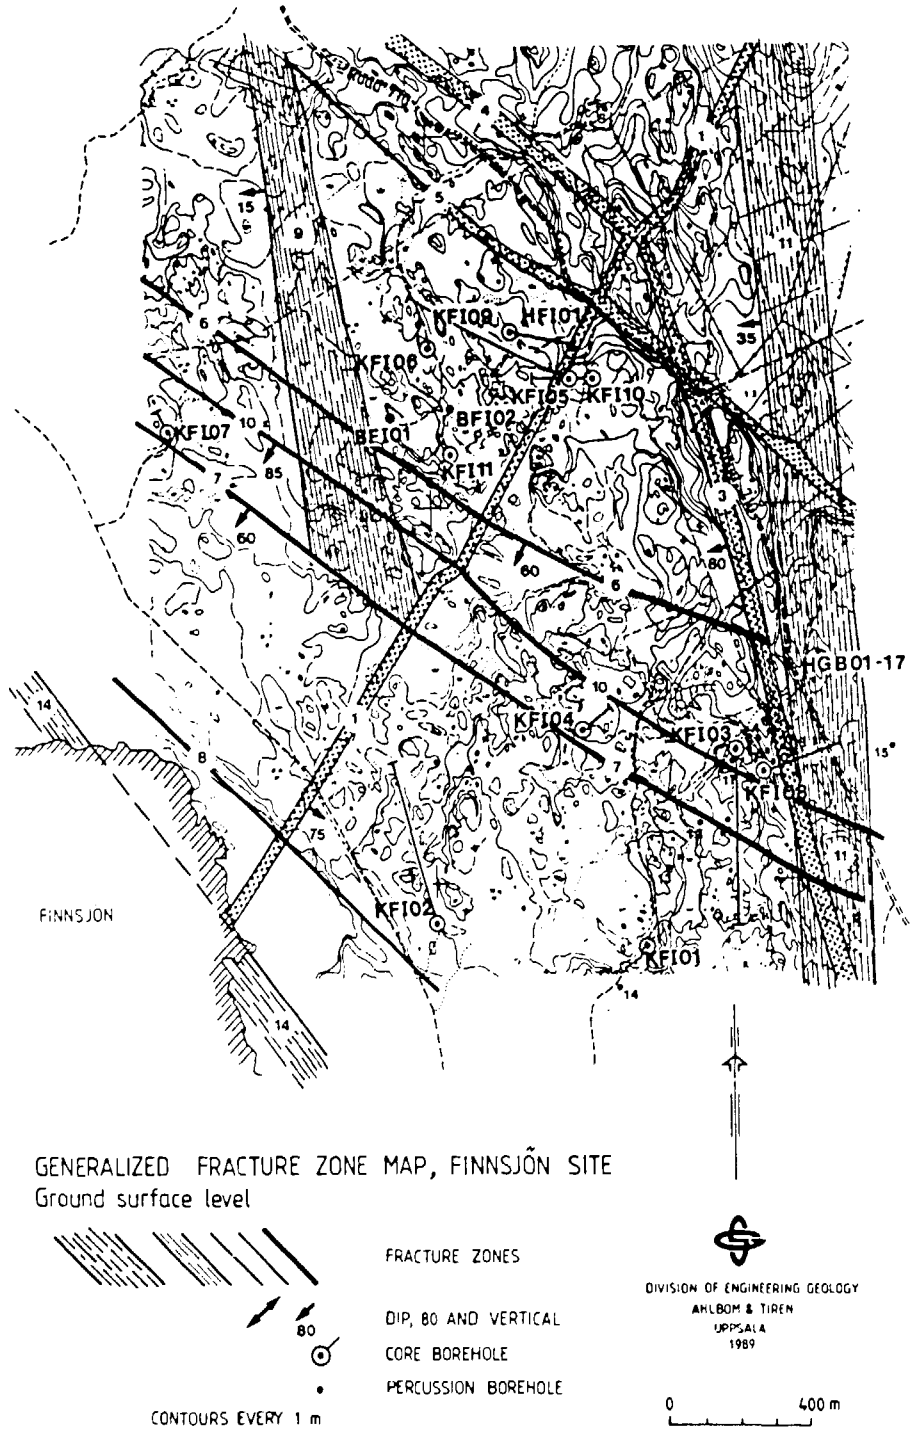 4
1
5
15
9
11
6
KFI09 HFI01
35
KFI06
KFI05 KFI10
BFI02
10
KFI07
BFI01
85
KFI11
7
3
60
60
80
6
HGB01-17
14
10
1
KFI04
KFI03
8
7
15°
KFI08
75
11
KFI02
FINNSJÖN
KFI01
14
14
GENERALIZED FRACTURE ZONE MAP, FINNSJÖN SITE
Ground surface level
FRACTURE ZONES
DIP, 80 AND VERTICAL
80
CORE BOREHOLE
PERCUSSION BOREHOLE
CONTOURS EVERY 1 m
DIVISION OF ENGINEERING GEOLOGY
AHLBOM & TIREN
UPPSALA
1989
0 400 m